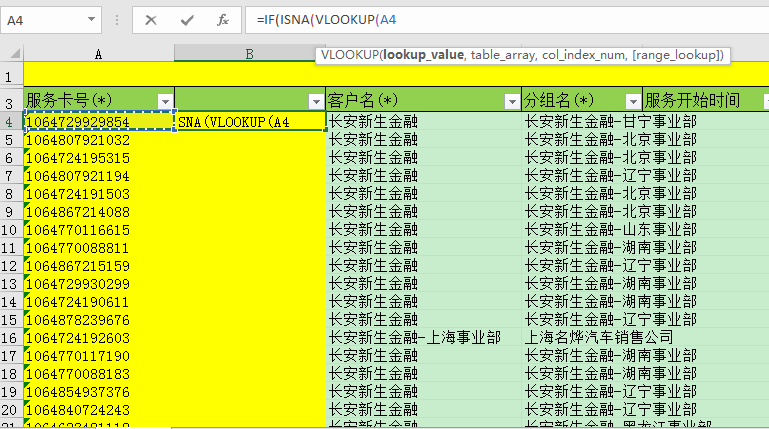 A4 =IF(ISNA(VLOOKUP(A4
VLOOKUP(lookup_value, table_array, col_index_num, [range_lookup])
A B C D E
1
3 服务卡号(*) 客户名(*) 分组名(*) 服务开始时间
4 1064729929854 SNA(VLOOKUP(A4 长安新生金融 长安新生金融-甘宁事业部
5 1064807921032 长安新生金融 长安新生金融-北京事业部
6 1064724195315 长安新生金融 长安新生金融-北京事业部
7 1064807921194 长安新生金融 长安新生金融-辽宁事业部
8 1064724191503 长安新生金融 长安新生金融-北京事业部
9 1064867214088 长安新生金融 长安新生金融-北京事业部
10 1064770116615 长安新生金融 长安新生金融-山东事业部
11 1064770088811 长安新生金融 长安新生金融-湖南事业部
12 1064867215159 长安新生金融 长安新生金融-辽宁事业部
13 1064729930299 长安新生金融 长安新生金融-湖南事业部
14 1064724190611 长安新生金融 长安新生金融-湖南事业部
15 1064878239676 长安新生金融 长安新生金融-辽宁事业部
16 1064724192603 长安新生金融-上海事业部 上海名烨汽车销售公司
17 1064770117190 长安新生金融 长安新生金融-湖南事业部
18 1064770088183 长安新生金融 长安新生金融-湖南事业部
19 1064854937376 长安新生金融 长安新生金融-辽宁事业部
20 1064840724243 长安新生金融 长安新生金融-辽宁事业部